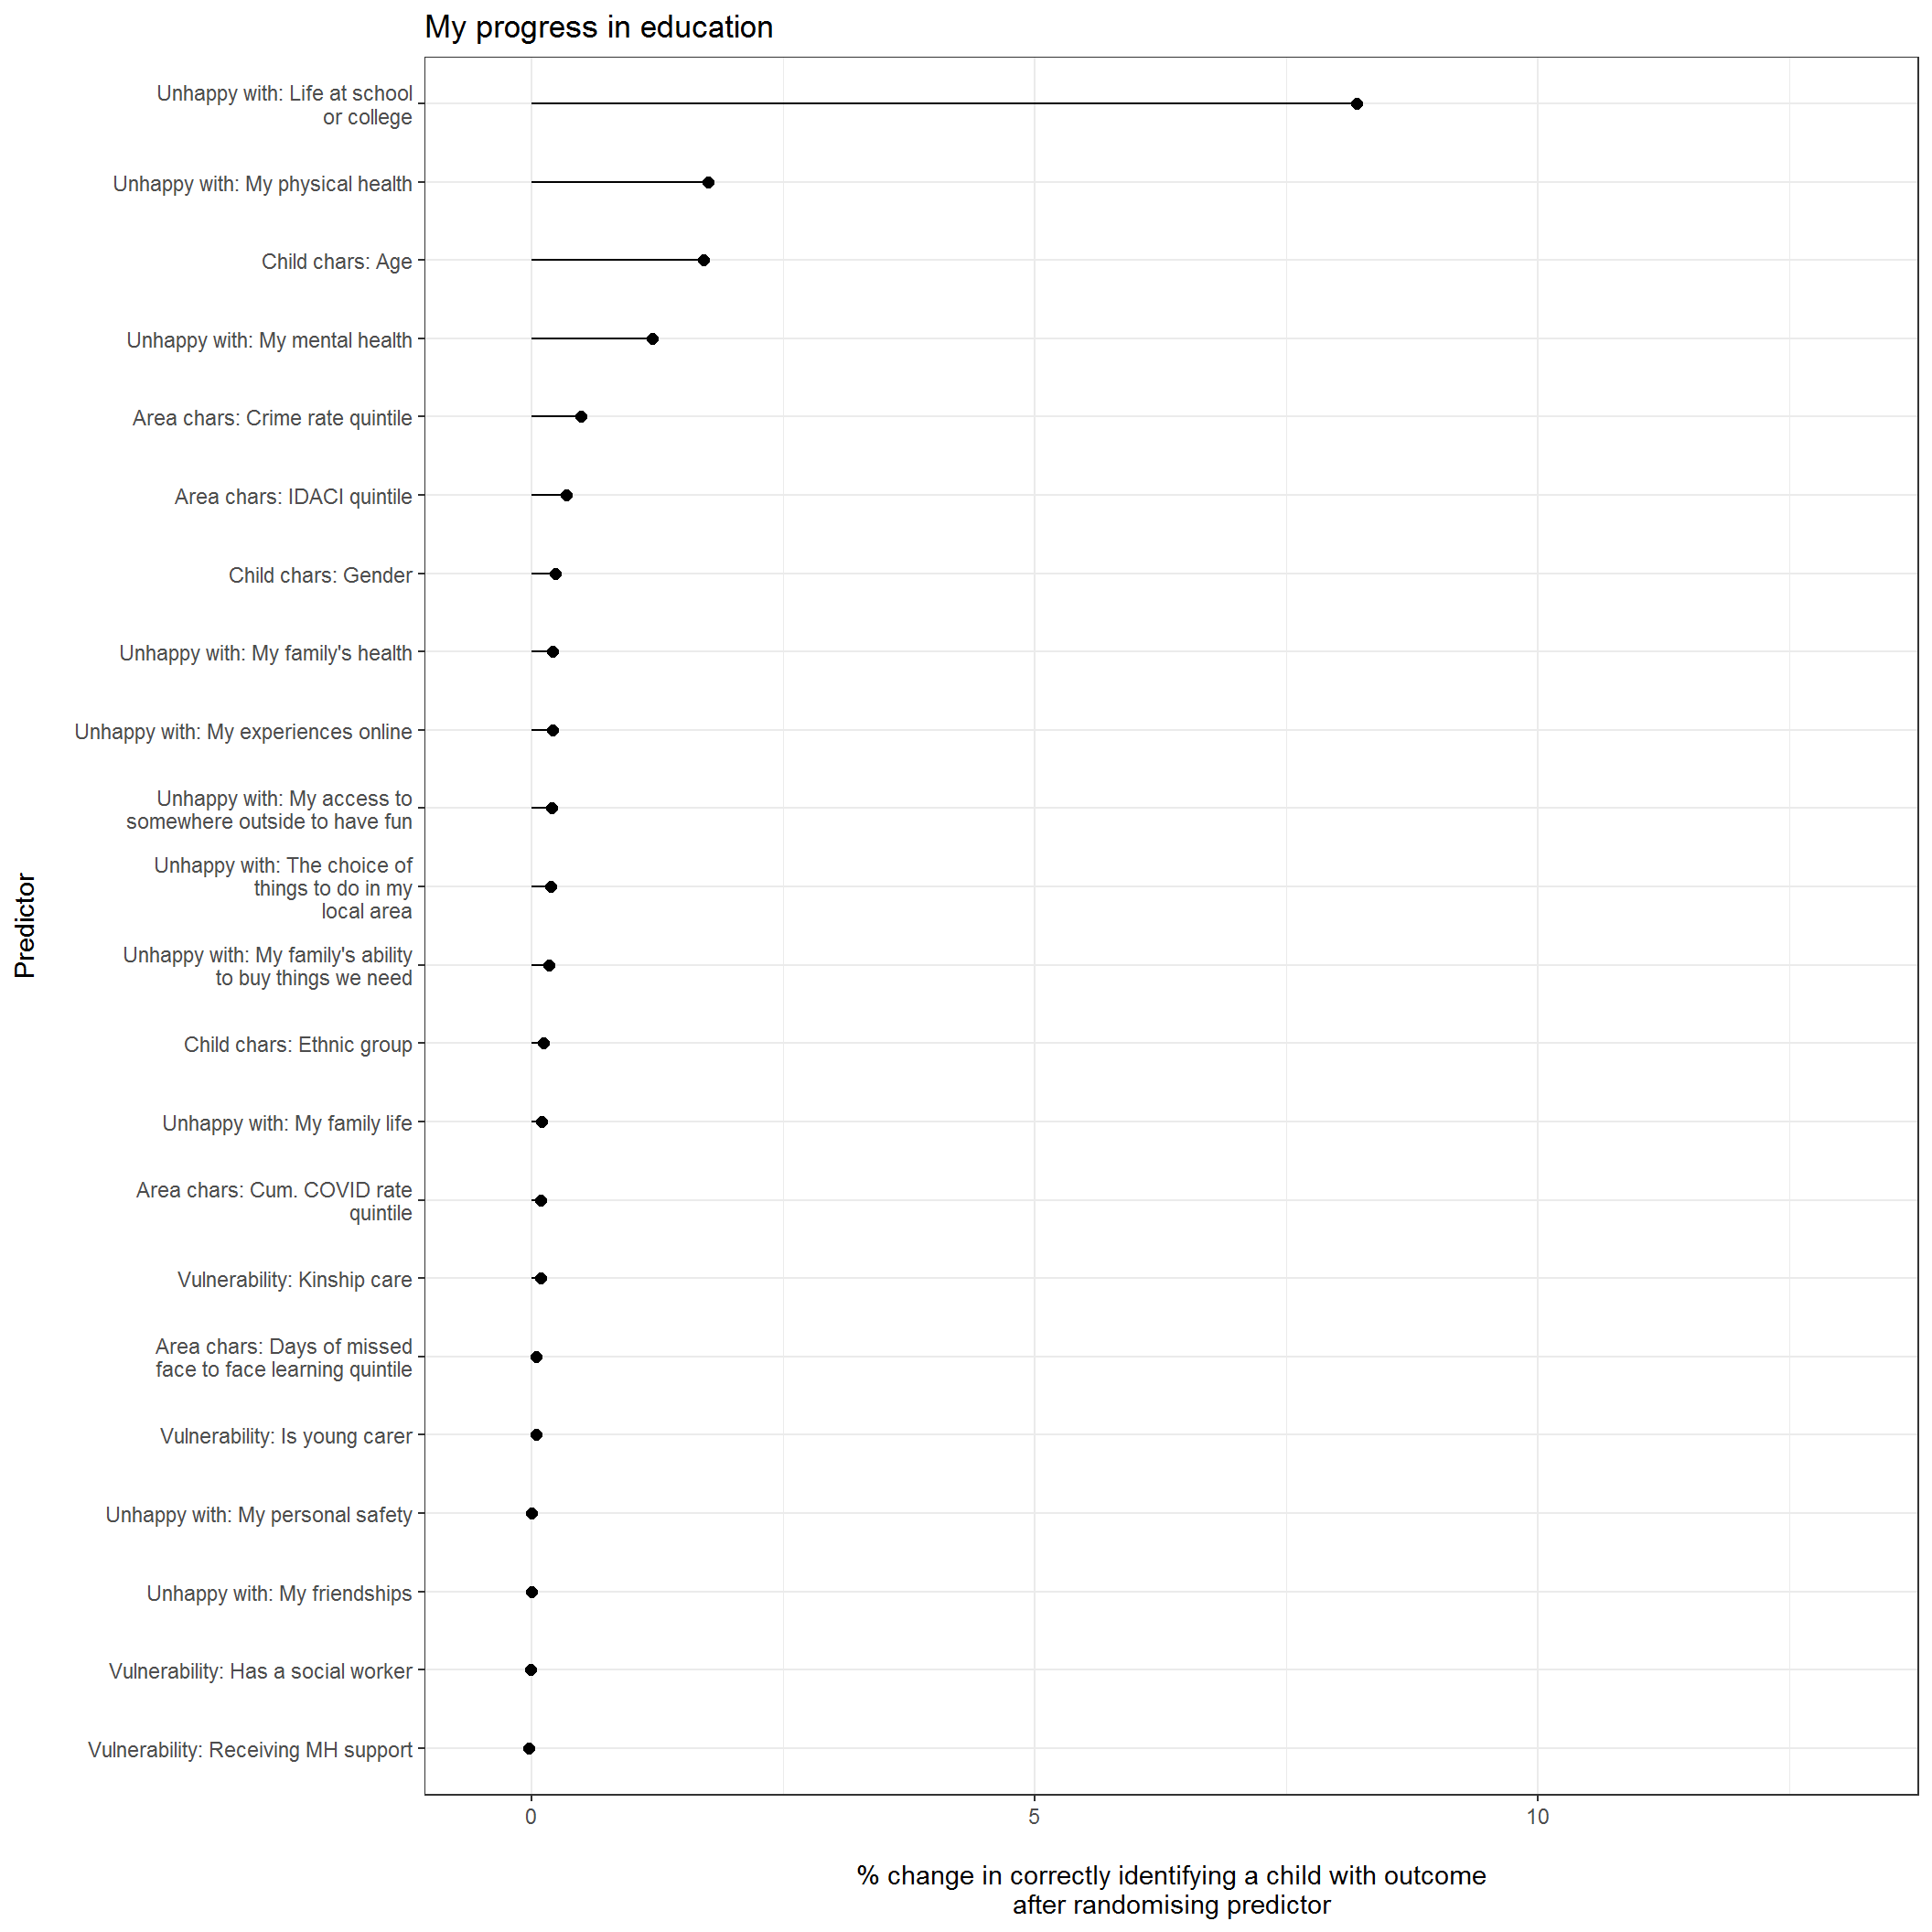 My progress in education
Unhappy with: Life at school
or college
Unhappy with: My physical health
Child chars: Age
Unhappy with: My mental health
Area chars: Crime rate quintile
Area chars: IDACI quintile
Child chars: Gender
Unhappy with: My family's health
Unhappy with: My experiences online
Unhappy with: My access to
somewhere outside to have fun
Unhappy with: The choice of
things to do in my
local area
Unhappy with: My family's ability
to buy things we need
Child chars: Ethnic group
Unhappy with: My family life
Area chars: Cum. COVID rate
quintile
Vulnerability: Kinship care
Area chars: Days of missed
face to face learning quintile
Vulnerability: Is young carer
Unhappy with: My personal safety
Unhappy with: My friendships
Vulnerability: Has a social worker
Vulnerability: Receiving MH support
Predictor
0 5 10
% change in correctly identifying a child with outcome
after randomising predictor